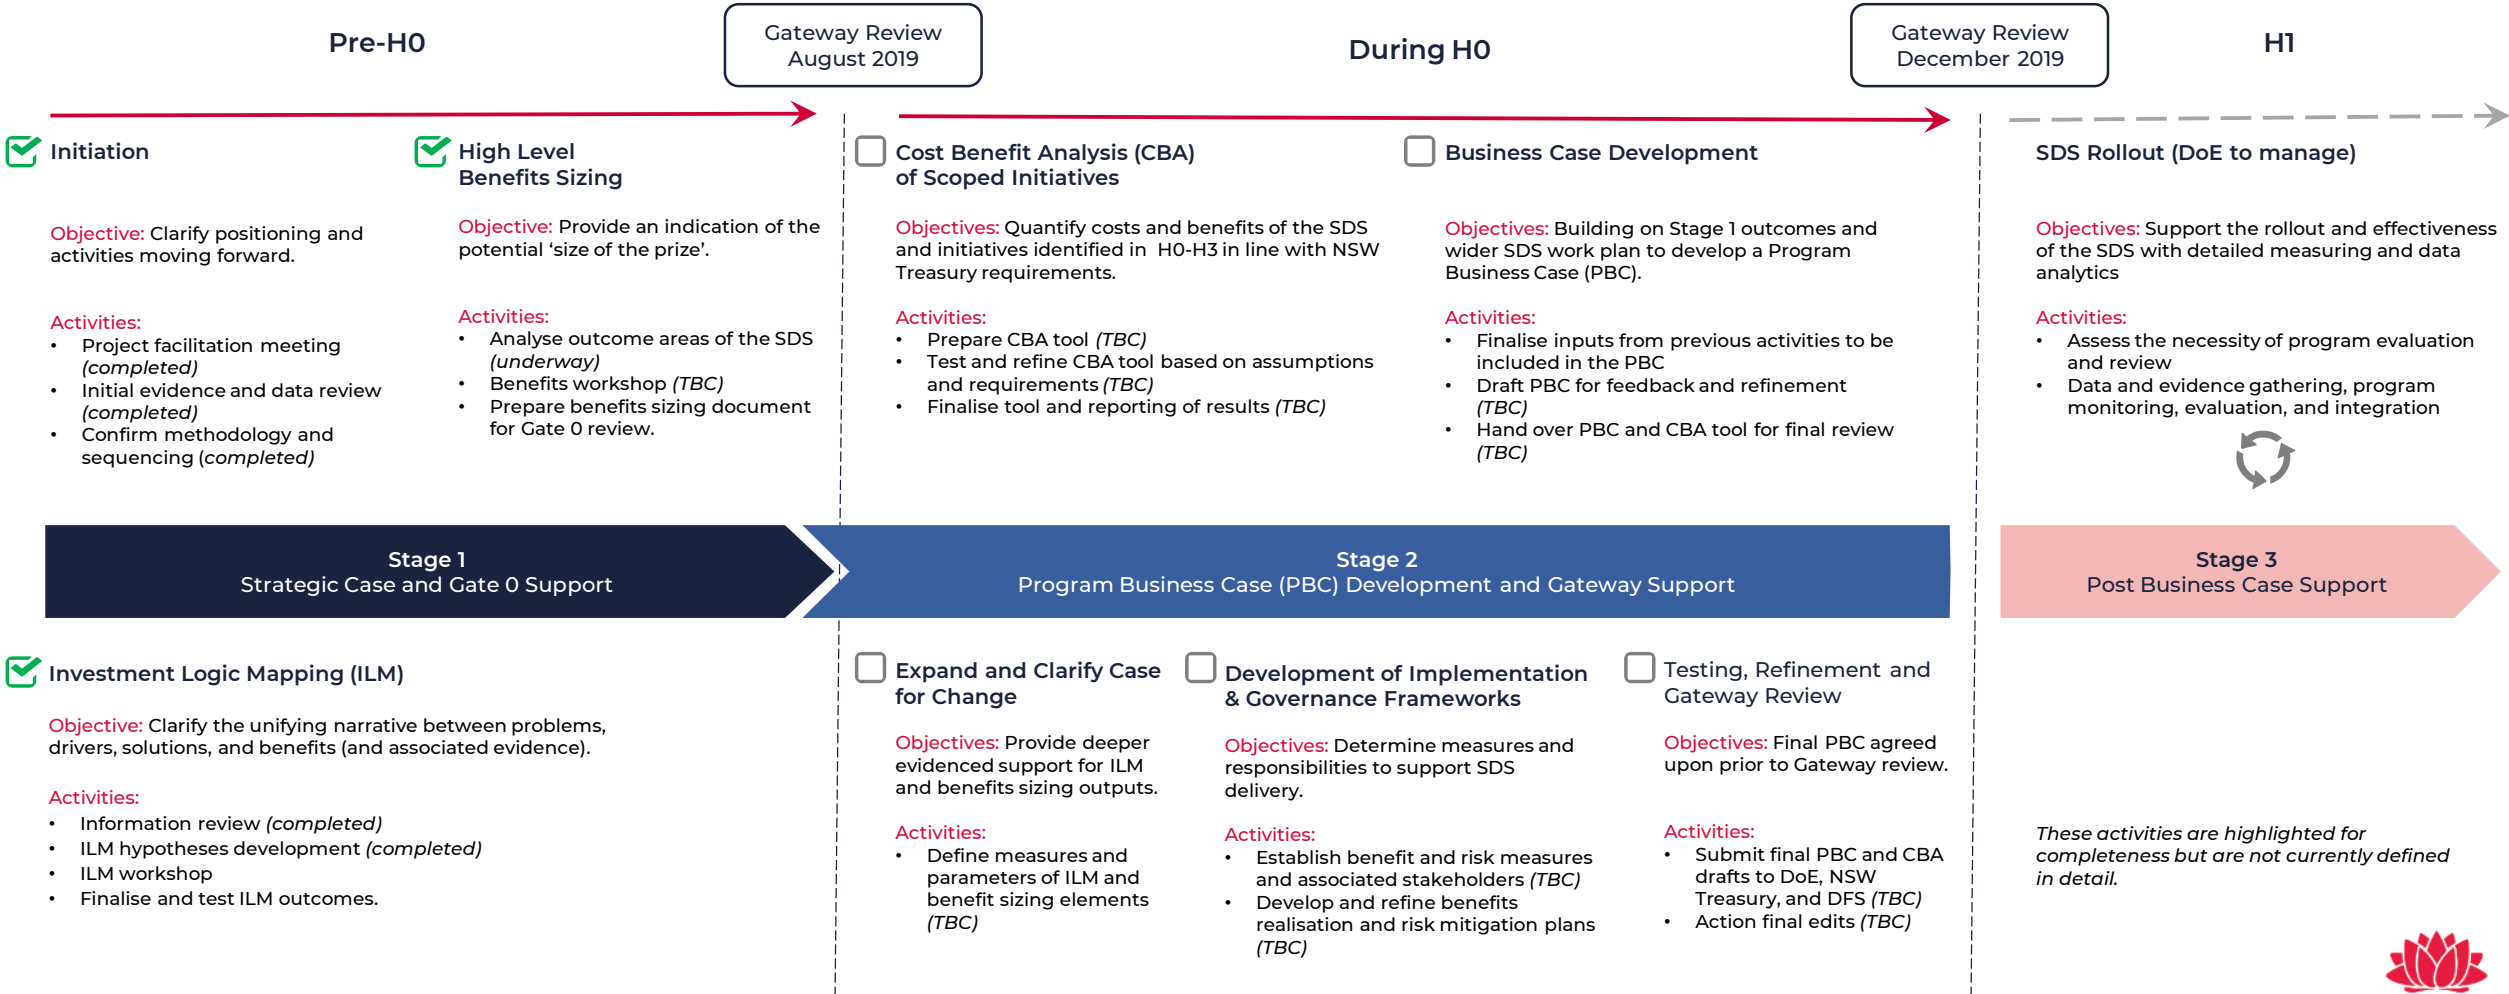 Pre-H0
Gateway Review
August 2019
During H0
Gateway Review
December 2019
H1
Initiation
Objective: Clarify positioning and
activities moving forward.
Activities:
• Project facilitation meeting
(completed)
• Initial evidence and data review
(completed)
• Confirm methodology and
sequencing (completed)
High Level
Benefits Sizing
Objective: Provide an indication of the
potential ‘size of the prize’.
Activities:
• Analyse outcome areas of the SDS
(underway)
• Benefits workshop (TBC)
• Prepare benefits sizing document
for Gate 0 review.
Cost Benefit Analysis (CBA)
of Scoped Initiatives
Objectives: Quantify costs and benefits of the SDS
and initiatives identified in H0-H3 in line with NSW
Treasury requirements.
Activities:
• Prepare CBA tool (TBC)
• Test and refine CBA tool based on assumptions
and requirements (TBC)
• Finalise tool and reporting of results (TBC)
Business Case Development
Objectives: Building on Stage 1 outcomes and
wider SDS work plan to develop a Program
Business Case (PBC).
Activities:
• Finalise inputs from previous activities to be
included in the PBC
• Draft PBC for feedback and refinement
(TBC)
• Hand over PBC and CBA tool for final review
(TBC)
SDS Rollout (DoE to manage)
Objectives: Support the rollout and effectiveness
of the SDS with detailed measuring and data
analytics
Activities:
• Assess the necessity of program evaluation
and review
• Data and evidence gathering, program
monitoring, evaluation, and integration
Stage 1
Strategic Case and Gate 0 Support
Stage 2
Program Business Case (PBC) Development and Gateway Support
Stage 3
Post Business Case Support
Investment Logic Mapping (ILM)
Objective: Clarify the unifying narrative between problems,
drivers, solutions, and benefits (and associated evidence).
Activities:
• Information review (completed)
• ILM hypotheses development (completed)
• ILM workshop
• Finalise and test ILM outcomes.
Expand and Clarify Case
for Change
Objectives: Provide deeper
evidenced support for ILM
and benefits sizing outputs.
Activities:
• Define measures and
parameters of ILM and
benefit sizing elements
(TBC)
Development of Implementation
& Governance Frameworks
Objectives: Determine measures and
responsibilities to support SDS
delivery.
Activities:
• Establish benefit and risk measures
and associated stakeholders (TBC)
• Develop and refine benefits
realisation and risk mitigation plans
(TBC)
Testing, Refinement and
Gateway Review
Objectives: Final PBC agreed
upon prior to Gateway review.
Activities:
• Submit final PBC and CBA
drafts to DoE, NSW
Treasury, and DFS (TBC)
• Action final edits (TBC)
These activities are highlighted for
completeness but are not currently defined
in detail.